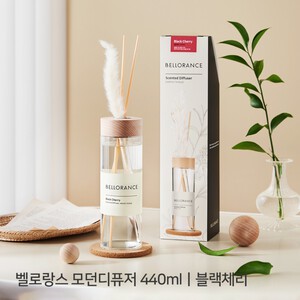 Black Cherry
BELLORANCE
Scented Diffuser
BELLORANCE
Black Cherry
BELLORANCE
벨로랑스 모던디퓨저 440ml | 블랙체리